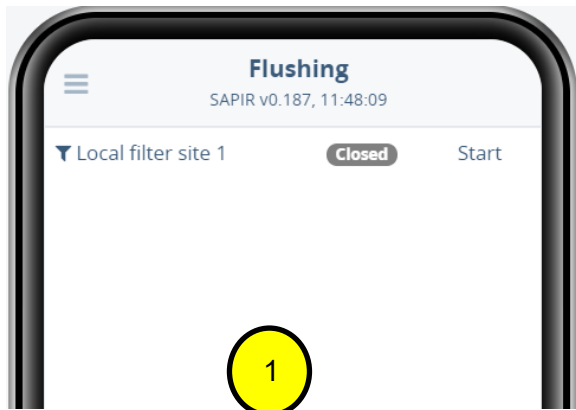 Flushing
SAPIR v0.187, 11:48:09
Local filter site 1 Closed Start
1